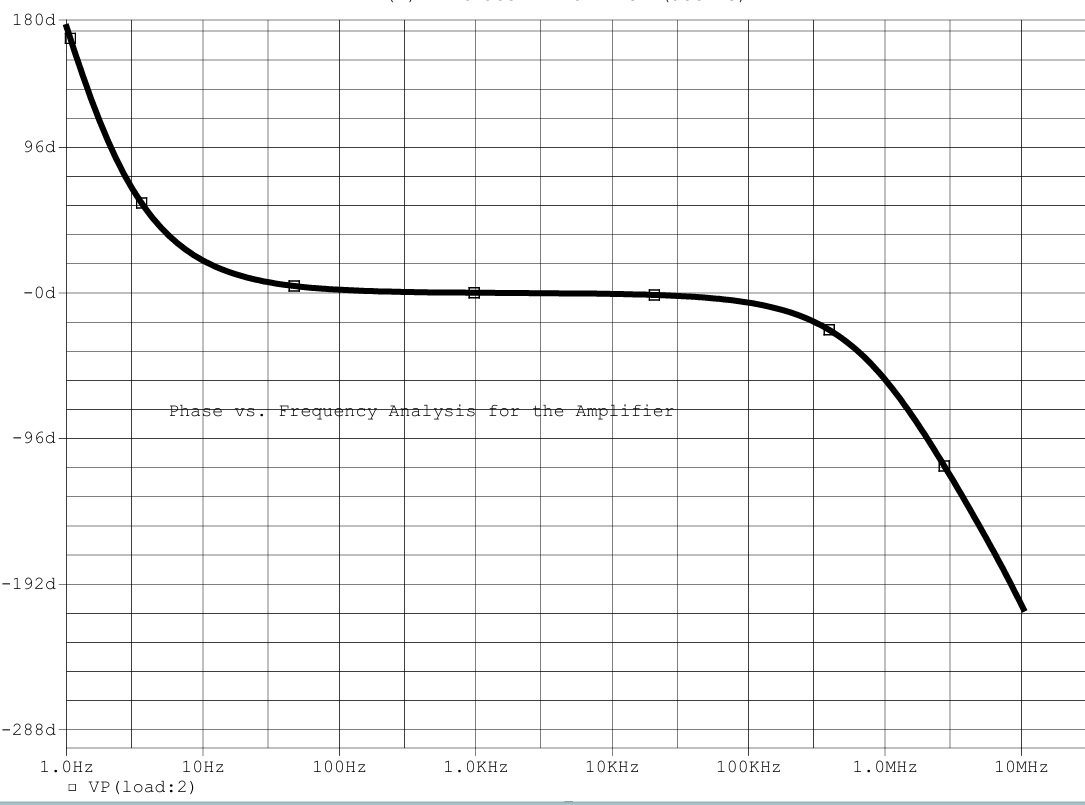 180d
96d
-0d
Phase vs. Frequency Analysis for the Amplifier
-96d
-192d
-288d
1.0Hz 10Hz 100Hz 1.0KHz 10KHz 100KHz 1.0MHz 10MHz
VP(load:2)